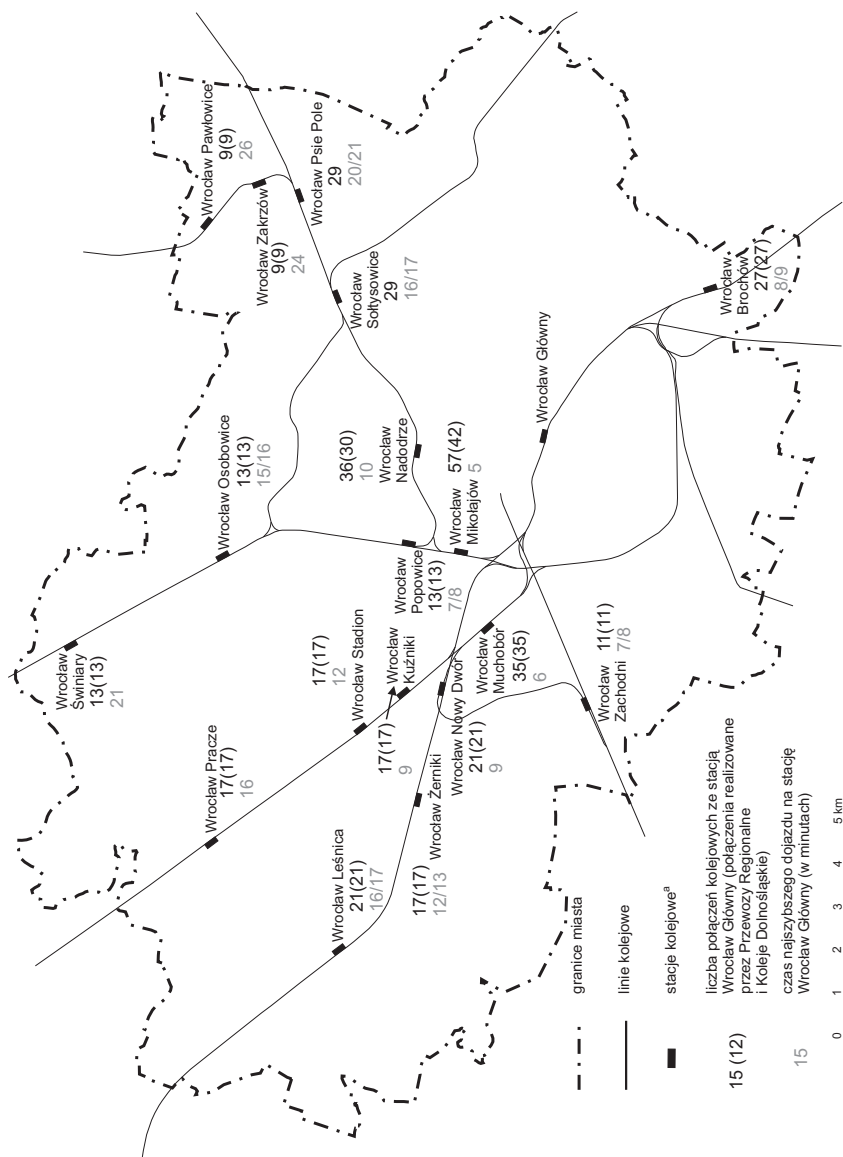 Wrocław Pawłowice
9(9)
26
Wrocław Zakrzów
9(9)
24
Wrocław Psie Pole
29
20/21
Wrocław
Sołtysowice
29
16/17
Wrocław Osobowice
13(13)
15/16
Wrocław
Świniary
13(13)
21
36(30)
10
Wrocław
Nadodrze
Wrocław
Mikołajów
57(42)
5
Wrocław
Popowice
13(13)
7/8
Wrocław Główny
Wrocław
Brochów
27(27)
8/9
Wrocław Stadion
17(17)
12
Wrocław
Kuźniki
17(17)
9
Wrocław
Muchobór
35(35)
6
Wrocław Nowy Dwór
21(21)
9
Wrocław
Zachodni
11(11)
7/8
Wrocław Pracze
17(17)
16
Wrocław Żerniki
17(17)
12/13
Wrocław Leśnica
21(21)
16/17
granice miasta
linie kolejowe
stacje kolejoweª
15 (12)
liczba połączeń kolejowych ze stacją
Wrocław Główny (połączenia realizowane
przez Przewozy Regionalne
i Koleje Dolnośląskie)
15
czas najszybszego dojazdu na stację
Wrocław Główny (w minutach)
0 1 2 3 4 5 km